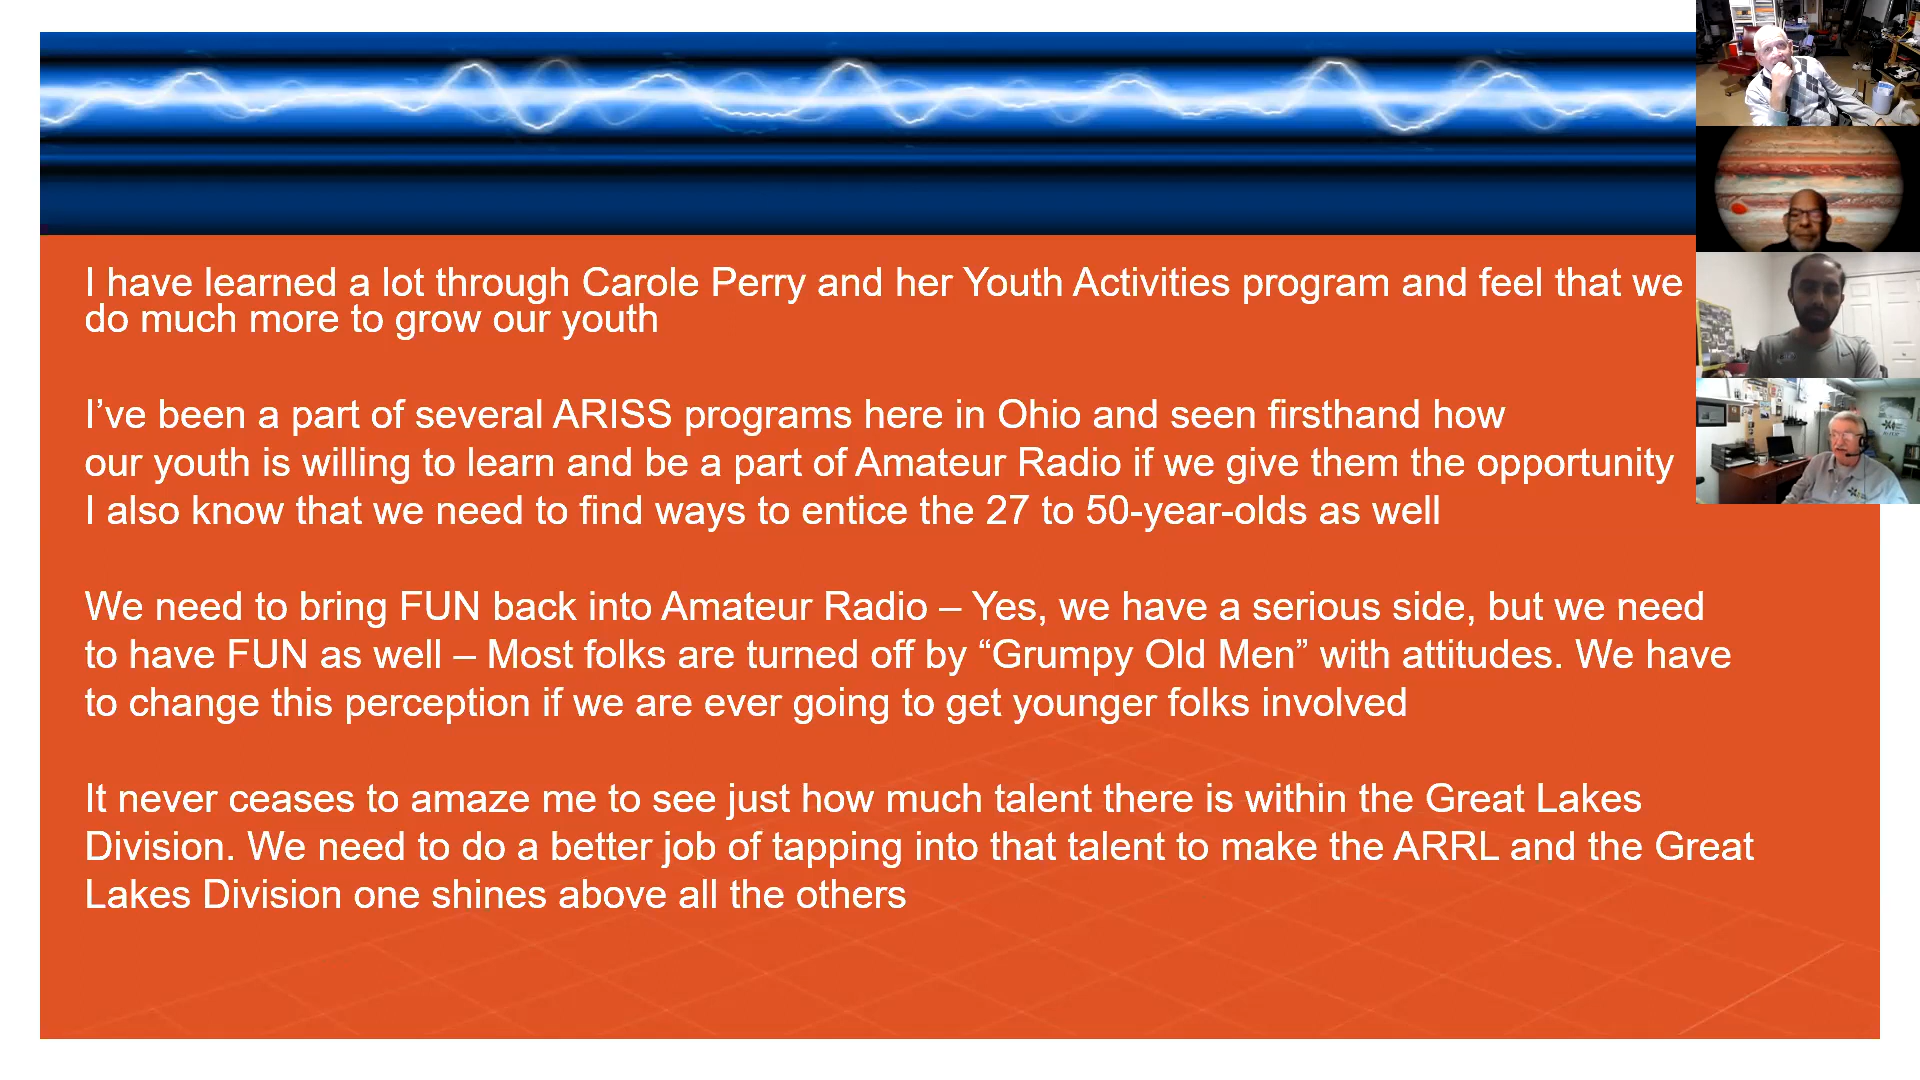 I have learned a lot through Carole Perry and her Youth Activities program and feel that we
do much more to grow our youth
I’ve been a part of several ARISS programs here in Ohio and seen firsthand how
our youth is willing to learn and be a part of Amateur Radio if we give them the opportunity
I also know that we need to find ways to entice the 27 to 50-year-olds as well
We need to bring FUN back into Amateur Radio – Yes, we have a serious side, but we need
to have FUN as well – Most folks are turned off by “Grumpy Old Men” with attitudes. We have
to change this perception if we are ever going to get younger folks involved
It never ceases to amaze me to see just how much talent there is within the Great Lakes
Division. We need to do a better job of tapping into that talent to make the ARRL and the Great
Lakes Division one shines above all the others